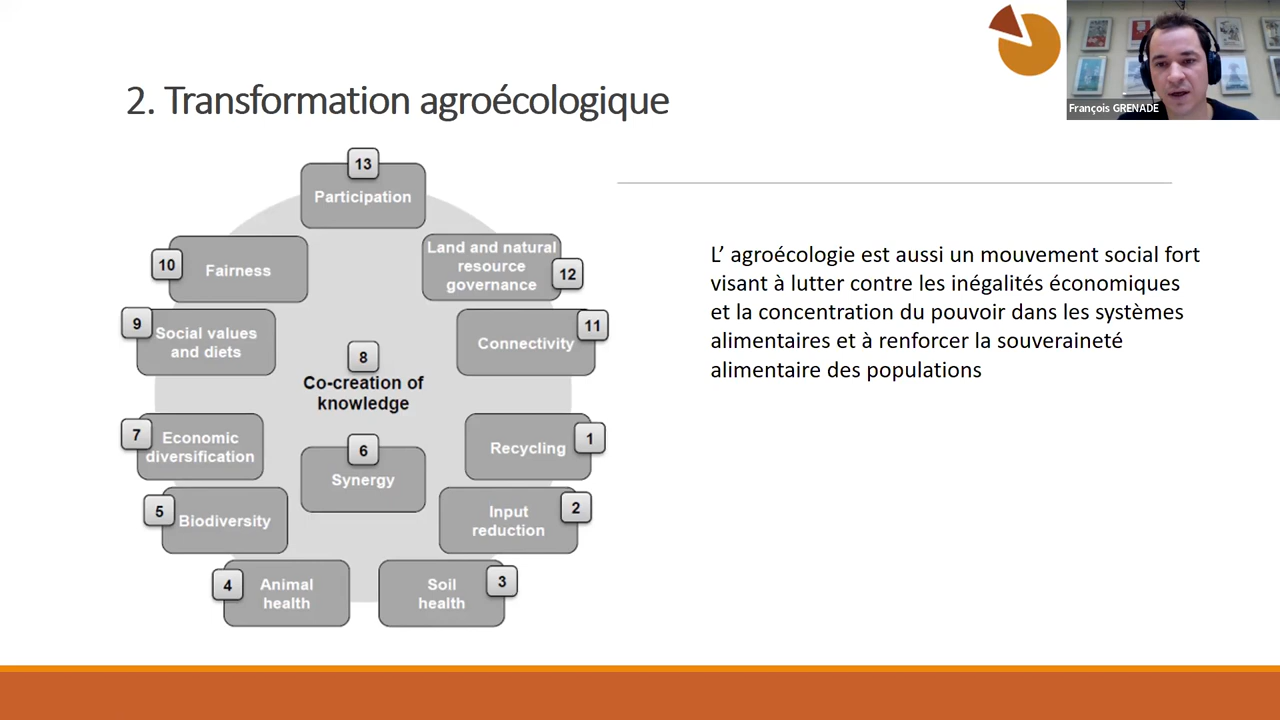 François GRENADE
2. Transformation agroécologique
13
Participation
10
Fairness
Land and natural
resource
governance
12
9
Social values
and diets
11
Connectivity
8
Co-creation of
knowledge
7
Economic
diversification
6
Synergy
1
Recycling
5
Biodiversity
2
Input
reduction
4
Animal
health
3
Soil
health
L’ agroécologie est aussi un mouvement social fort
visant à lutter contre les inégalités économiques
et la concentration du pouvoir dans les systèmes
alimentaires et à renforcer la souveraineté
alimentaire des populations